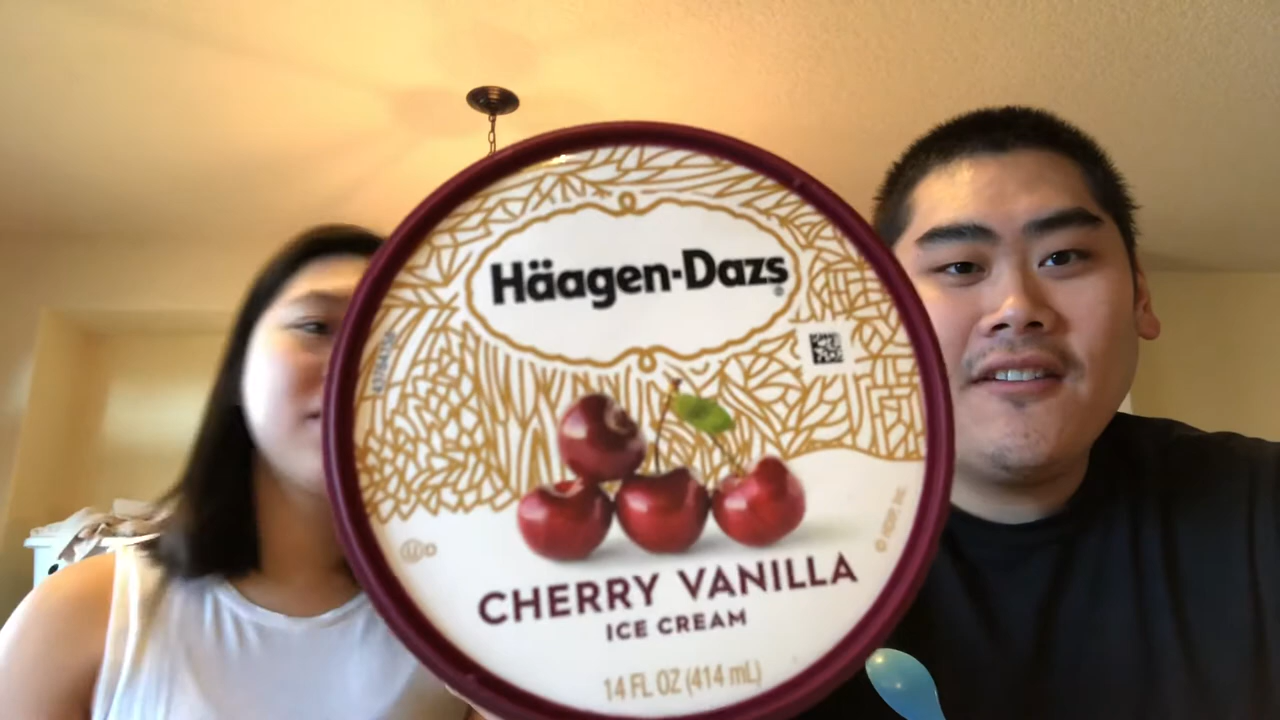 Häagen-Dazs®
CHERRY VANILLA
ICE CREAM
14 FL OZ (414 mL)